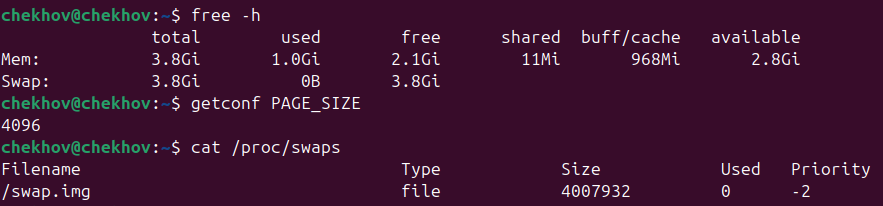 chekhov@chekhov:~$ free -h
total used free shared buff/cache available
Mem: 3.8Gi 1.0Gi 2.1Gi 11Mi 968Mi 2.8Gi
Swap: 3.8Gi 0B 3.8Gi
chekhov@chekhov:~$ getconf PAGE_SIZE
4096
chekhov@chekhov:~$ cat /proc/swaps
Filename Type Size Used Priority
/swap.img file 4007932 0 -2